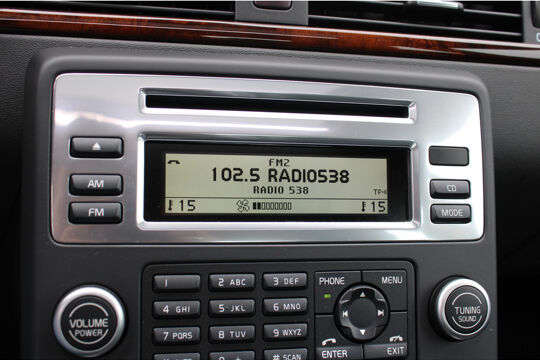 FM2
102.5 RADIO538
RADIO 538
TP
15
15
AM
FM
CD
MODE
VOLUME
POWER
1
2 ABC
3 DEF
4 GHI
5 JKL
6 MNO
7 PQRS
8 TUV
9 WXYZ
0 +
# SCAN
PHONE
MENU
ENTER
EXIT
TUNING
SOUND